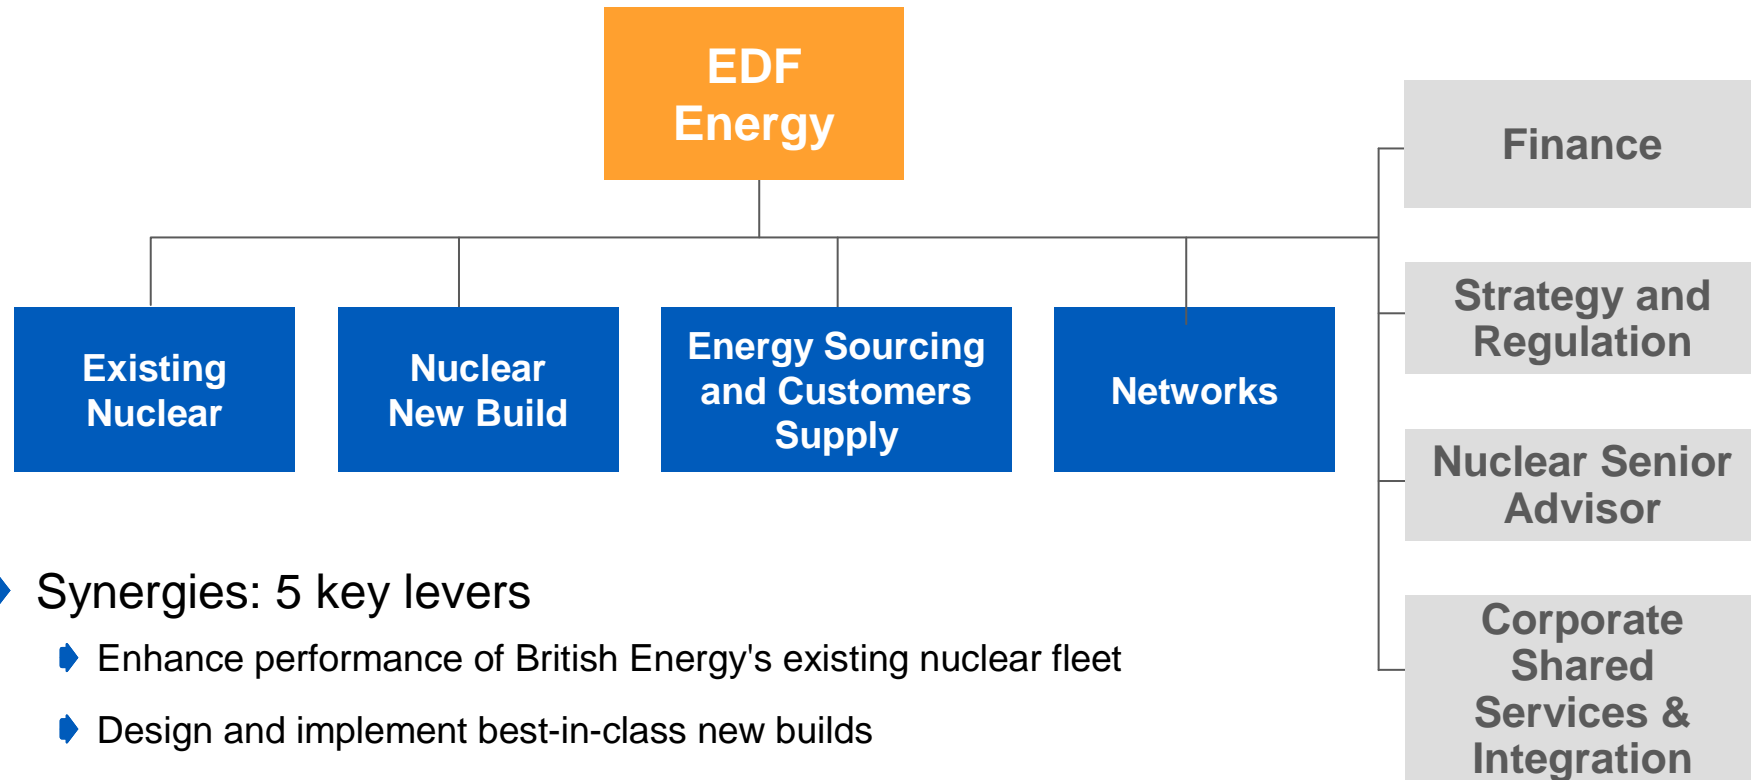 EDF
Energy
Finance
Strategy and
Regulation
Nuclear Senior
Advisor
Corporate
Shared
Services &
Integration
Existing
Nuclear
Nuclear
New Build
Energy Sourcing
and Customers
Supply
Networks
Synergies: 5 key levers
Enhance performance of British Energy's existing nuclear fleet
Design and implement best-in-class new builds